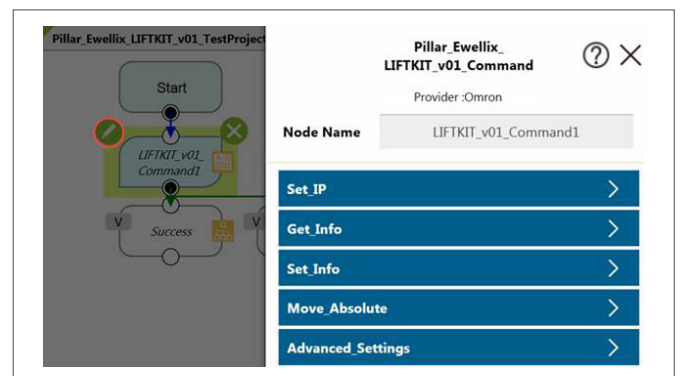 Pillar_Ewellix_LIFTKIT_v01_TestProject
Start
LIFTKIT_v01_
Command1
V
Success
V
Pillar_Ewellix_
LIFTKIT_v01_Command
Provider :Omron
Node Name
LIFTKIT_v01_Command1
Set_IP
Get_Info
Set_Info
Move_Absolute
Advanced_Settings